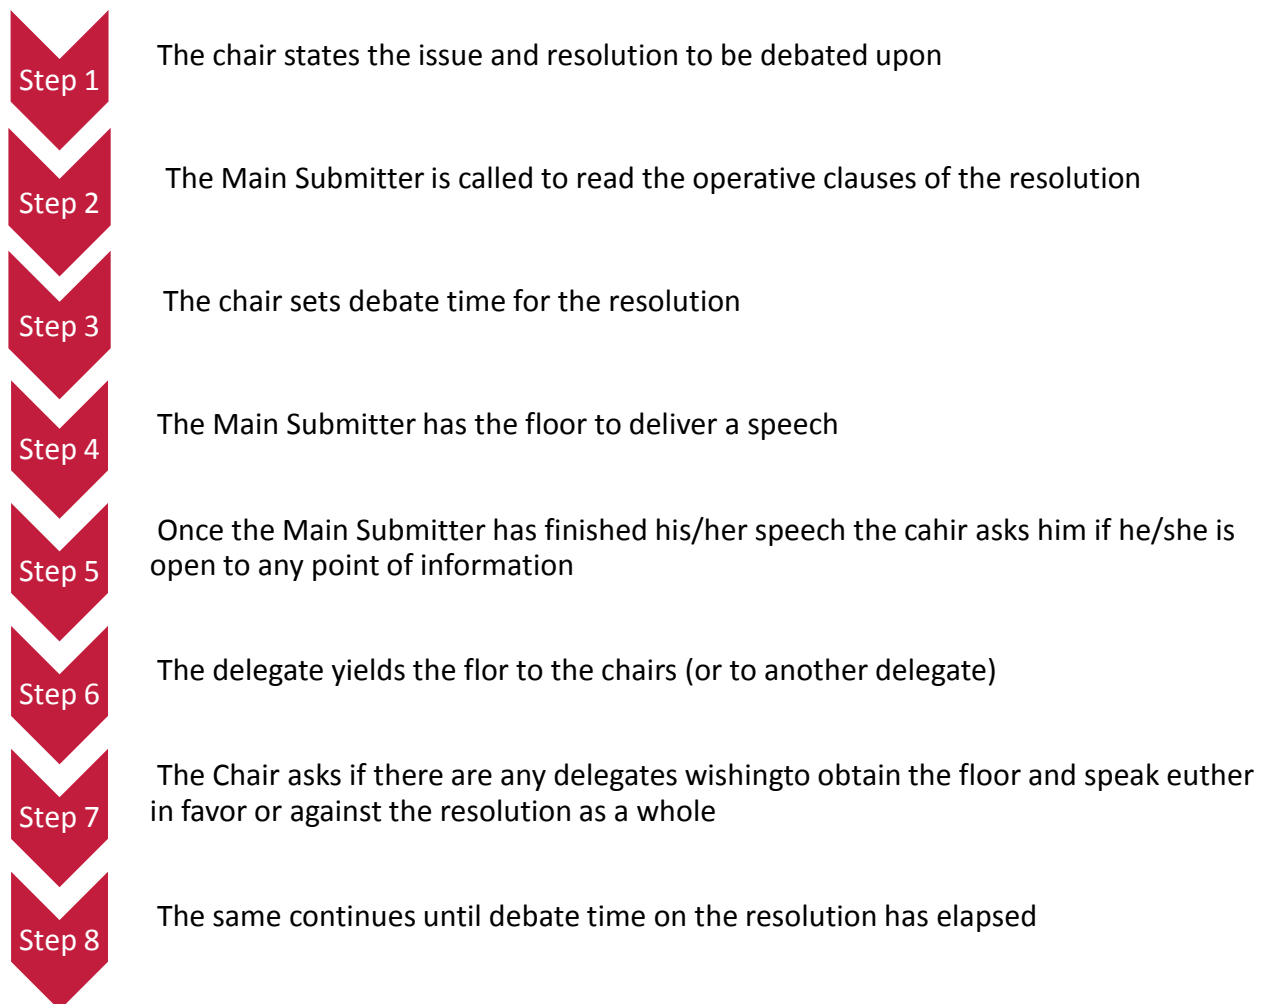 Step 1
The chair states the issue and resolution to be debated upon
Step 2
The Main Submitter is called to read the operative clauses of the resolution
Step 3
The chair sets debate time for the resolution
Step 4
The Main Submitter has the floor to deliver a speech
Step 5
Once the Main Submitter has finished his/her speech the cahir asks him if he/she is
open to any point of information
Step 6
The delegate yields the flor to the chairs (or to another delegate)
Step 7
The Chair asks if there are any delegates wishingto obtain the floor and speak euther
in favor or against the resolution as a whole
Step 8
The same continues until debate time on the resolution has elapsed